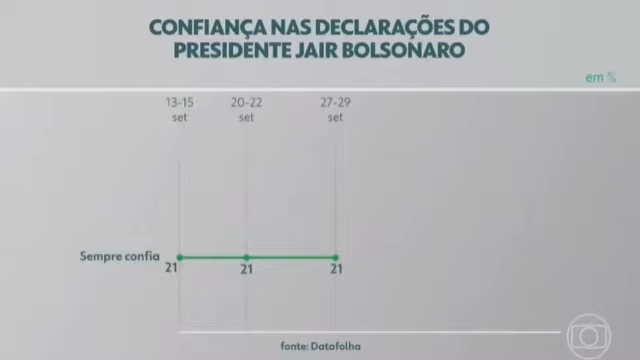 CONFIANÇA NAS DECLARAÇÕES DO
PRESIDENTE JAIR BOLSONARO
em %
13-15 20-22 27-29
set set set
Sempre confia
21 21 21
fonte: Datafolha